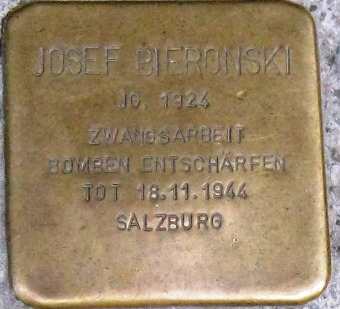 JOSEF BIERONSKI
JG. 1924
ZWANGSARBEIT
BOMBEN ENTSCHÄRFEN
TOT 18.11.1944
SALZBURG